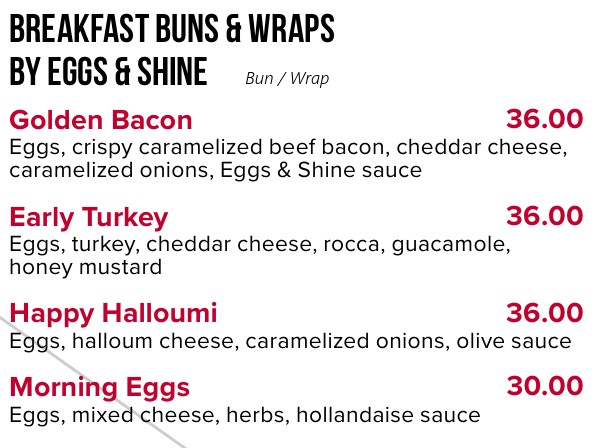 BREAKFAST BUNS & WRAPS
BY EGGS & SHINE Bun / Wrap
Golden Bacon 36.00
Eggs, crispy caramelized beef bacon, cheddar cheese,
caramelized onions, Eggs & Shine sauce
Early Turkey 36.00
Eggs, turkey, cheddar cheese, rocca, guacamole,
honey mustard
Happy Halloumi 36.00
Eggs, halloum cheese, caramelized onions, olive sauce
Morning Eggs 30.00
Eggs, mixed cheese, herbs, hollandaise sauce